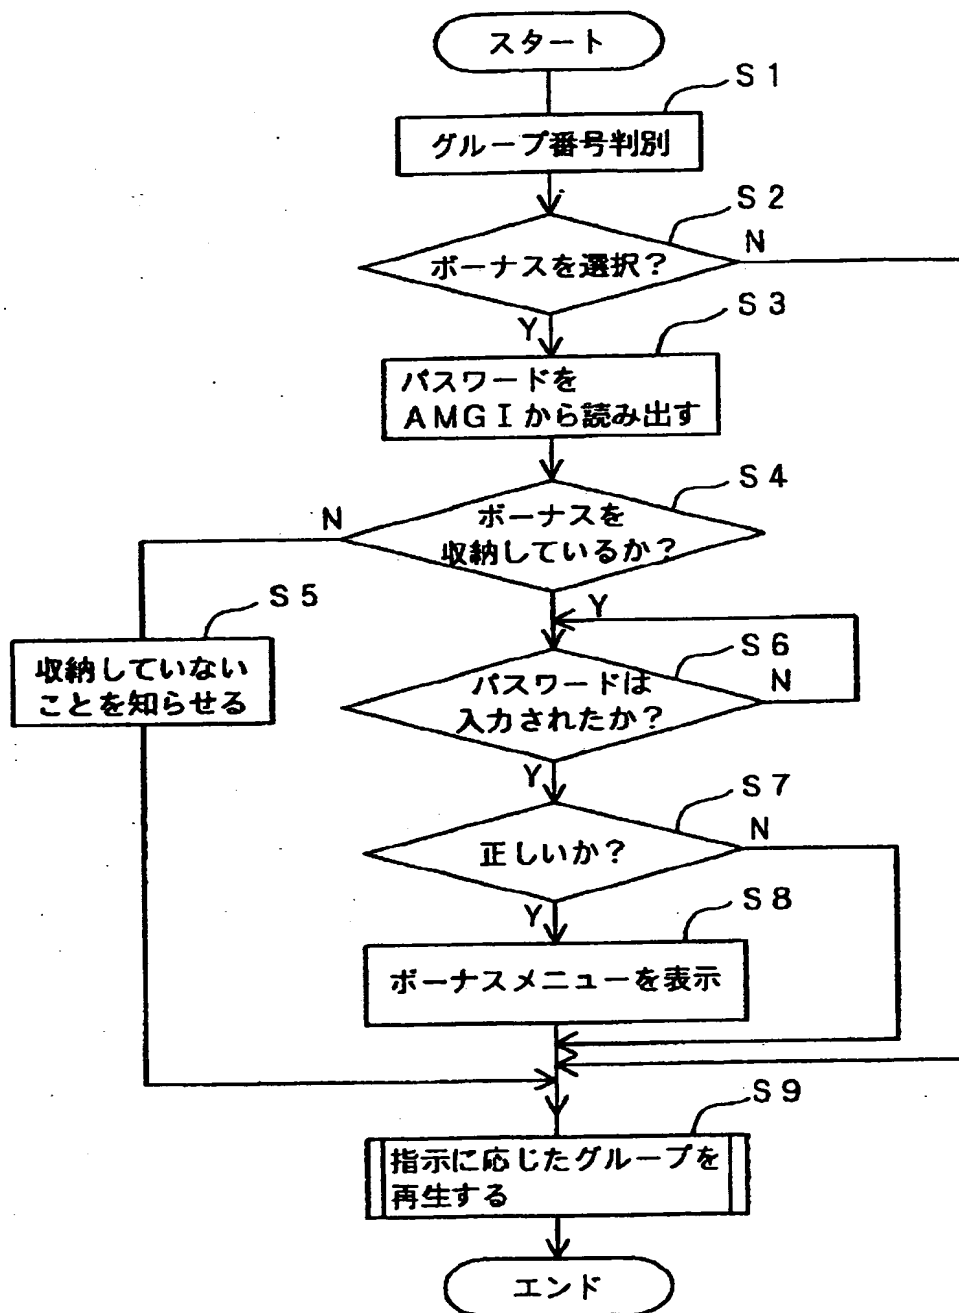 スタート
S1
グループ番号判別
S2
ボーナスを選択？
N
Y
S3
パスワードを
AMGIから読み出す
S4
ボーナスを
収納しているか？
N
Y
S5
収納していない
ことを知らせる
S6
パスワードは
入力されたか？
N
Y
S7
正しいか？
N
Y
S8
ボーナスメニューを表示
S9
指示に応じたグループを
再生する
エンド